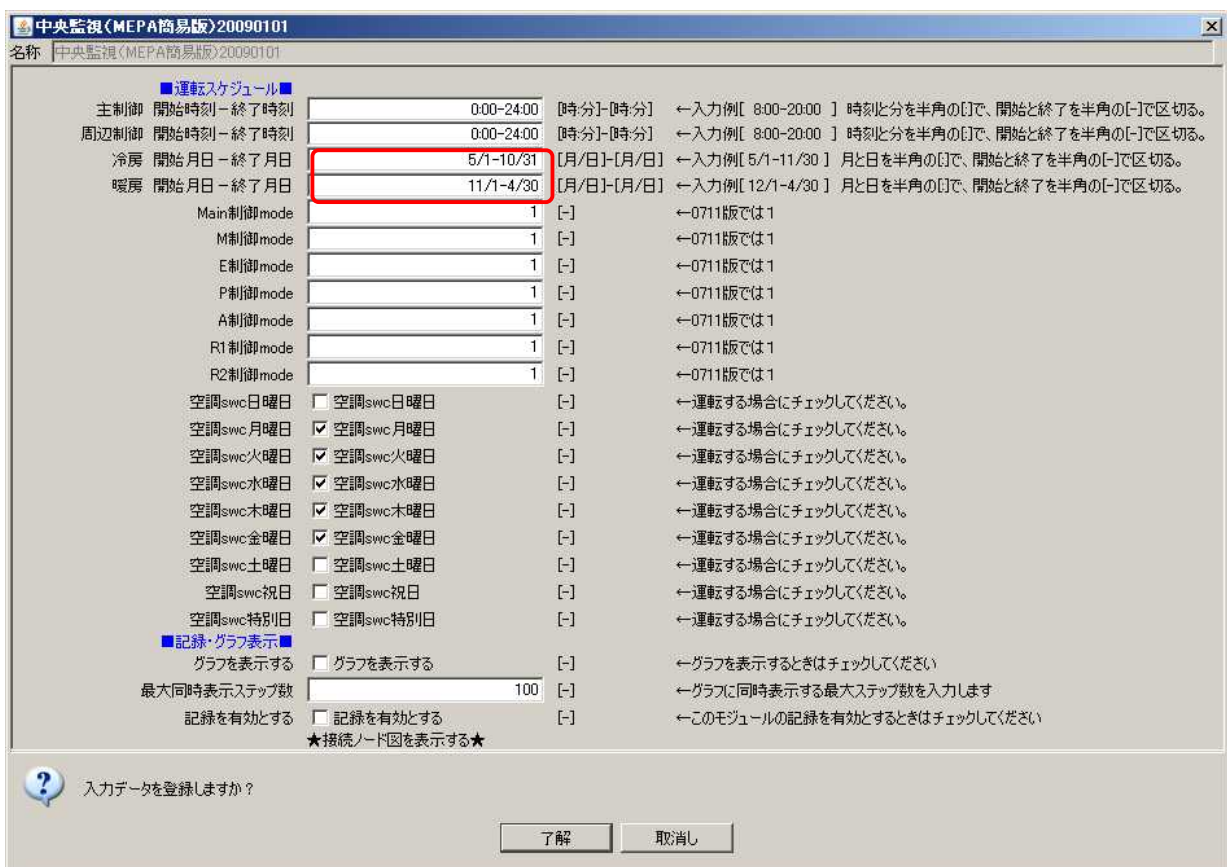 中央監視(MEPA簡易版)20090101
名称 中央監視(MEPA簡易版)20090101
■運転スケジュール■
主制御 開始時刻－終了時刻 0:00-24:00 [時:分]-[時:分] ←入力例[ 8:00-20:00 ] 時刻と分を半角の[:]で、開始と終了を半角の[-]で区切る。
周辺制御 開始時刻－終了時刻 0:00-24:00 [時:分]-[時:分] ←入力例[ 8:00-20:00 ] 時刻と分を半角の[:]で、開始と終了を半角の[-]で区切る。
冷房 開始月日－終了月日 5/1-10/31 [月/日]-[月/日] ←入力例[ 5/1-11/30 ] 月と日を半角の[:]で、開始と終了を半角の[-]で区切る。
暖房 開始月日－終了月日 11/1-4/30 [月/日]-[月/日] ←入力例[ 12/1-4/30 ] 月と日を半角の[:]で、開始と終了を半角の[-]で区切る。
Main制御mode 1 [-] ←0711版では1
M制御mode 1 [-] ←0711版では1
E制御mode 1 [-] ←0711版では1
P制御mode 1 [-] ←0711版では1
A制御mode 1 [-] ←0711版では1
R1制御mode 1 [-] ←0711版では1
R2制御mode 1 [-] ←0711版では1
空調swc日曜日 空調swc日曜日 [-] ←運転する場合にチェックしてください。
空調swc月曜日 空調swc月曜日 [-] ←運転する場合にチェックしてください。
空調swc火曜日 空調swc火曜日 [-] ←運転する場合にチェックしてください。
空調swc水曜日 空調swc水曜日 [-] ←運転する場合にチェックしてください。
空調swc木曜日 空調swc木曜日 [-] ←運転する場合にチェックしてください。
空調swc金曜日 空調swc金曜日 [-] ←運転する場合にチェックしてください。
空調swc土曜日 空調swc土曜日 [-] ←運転する場合にチェックしてください。
空調swc祝日 空調swc祝日 [-] ←運転する場合にチェックしてください。
空調swc特別日 空調swc特別日 [-] ←運転する場合にチェックしてください。
■記録・グラフ表示■
グラフを表示する グラフを表示する [-] ←グラフを表示するときはチェックしてください
最大同時表示ステップ数 100 [-] ←グラフに同時表示する最大ステップ数を入力します
記録を有効とする 記録を有効とする [-] ←このモジュールの記録を有効とするときはチェックしてください
★接続ノード図を表示する★
入力データを登録しますか？
了解 取消し